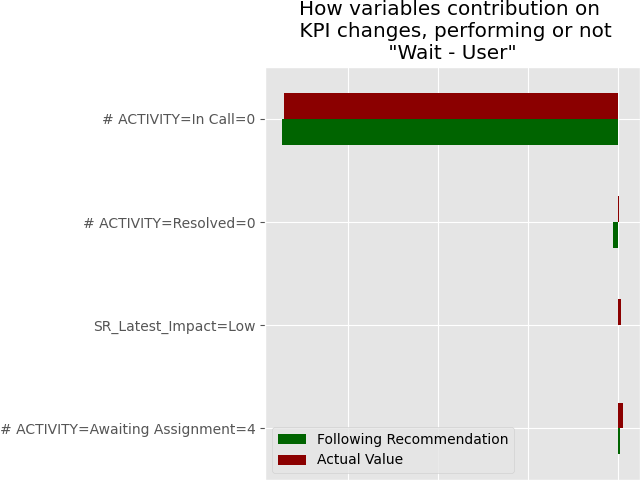 How variables contribution on
KPI changes, performing or not
"Wait - User"
# ACTIVITY=In Call=0
# ACTIVITY=Resolved=0
SR_Latest_Impact=Low
# ACTIVITY=Awaiting Assignment=4
Following Recommendation
Actual Value